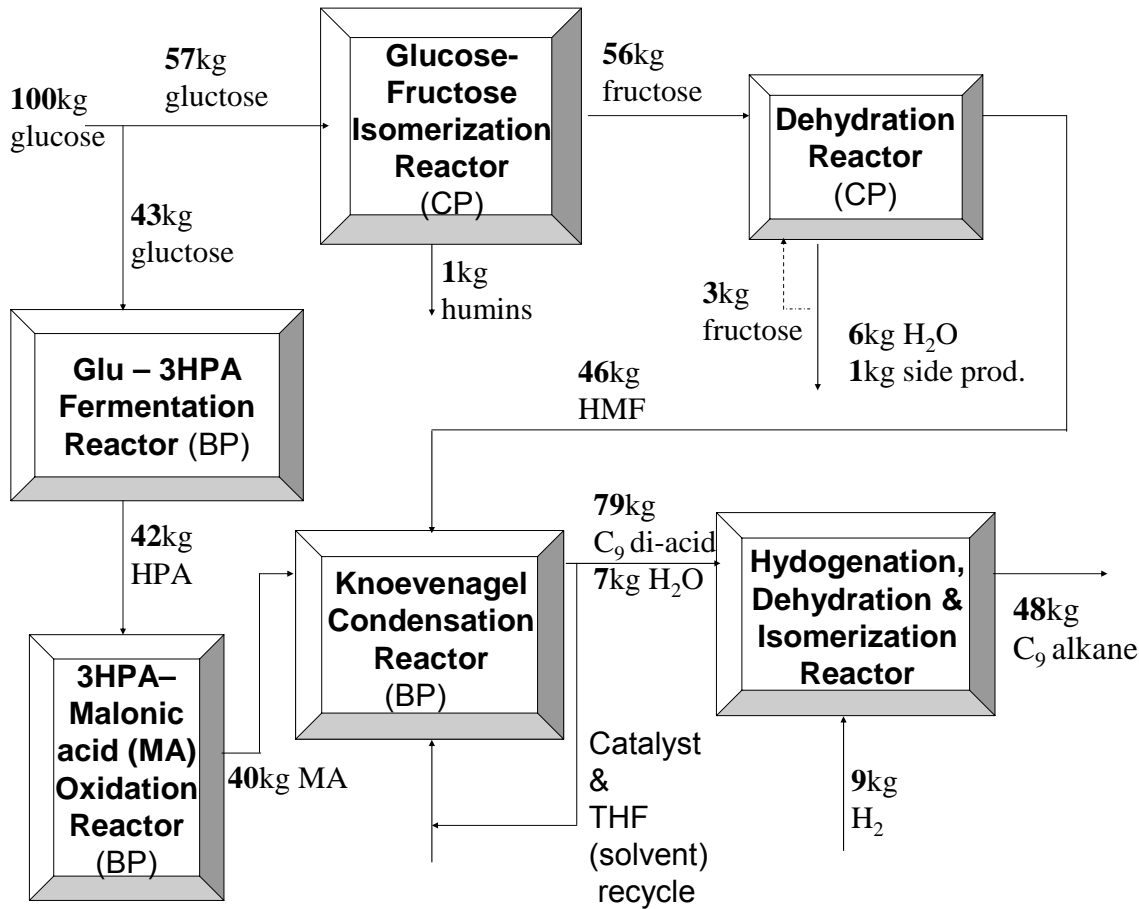 100kg
glucose
57kg
gluctose
Glucose-
Fructose
Isomerization
Reactor
(CP)
56kg
fructose
Dehydration
Reactor
(CP)
43kg
gluctose
1kg
humins
3kg
fructose
6kg H₂O
1kg side prod.
Glu – 3HPA
Fermentation
Reactor (BP)
46kg
HMF
42kg
HPA
3HPA–
Malonic
acid (MA)
Oxidation
Reactor
(BP)
40kg MA
Knoevenagel
Condensation
Reactor
(BP)
79kg
C₉ di-acid
7kg H₂O
Hydogenation,
Dehydration &
Isomerization
Reactor
48kg
C₉ alkane
Catalyst
&
THF
(solvent)
recycle
9kg
H₂